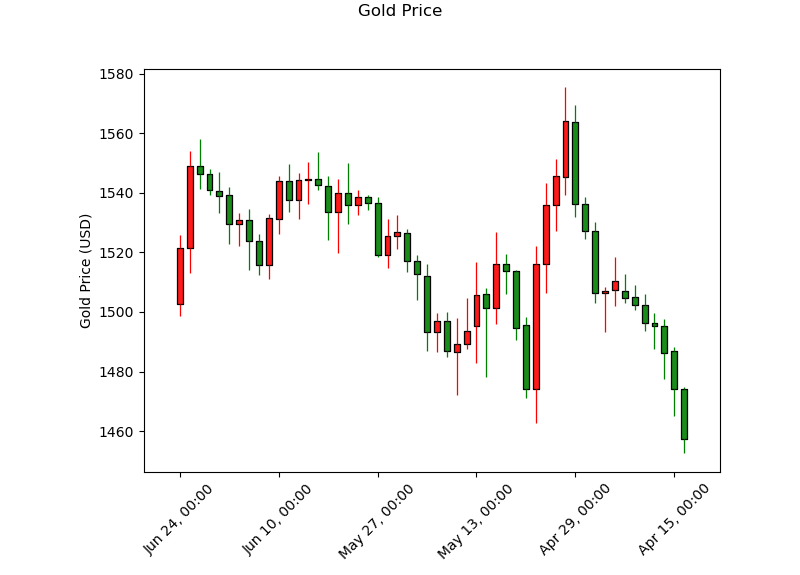 Gold Price
Gold Price (USD)
1580
1560
1540
1520
1500
1480
1460
Jun 24, 00:00
Jun 10, 00:00
May 27, 00:00
May 13, 00:00
Apr 29, 00:00
Apr 15, 00:00